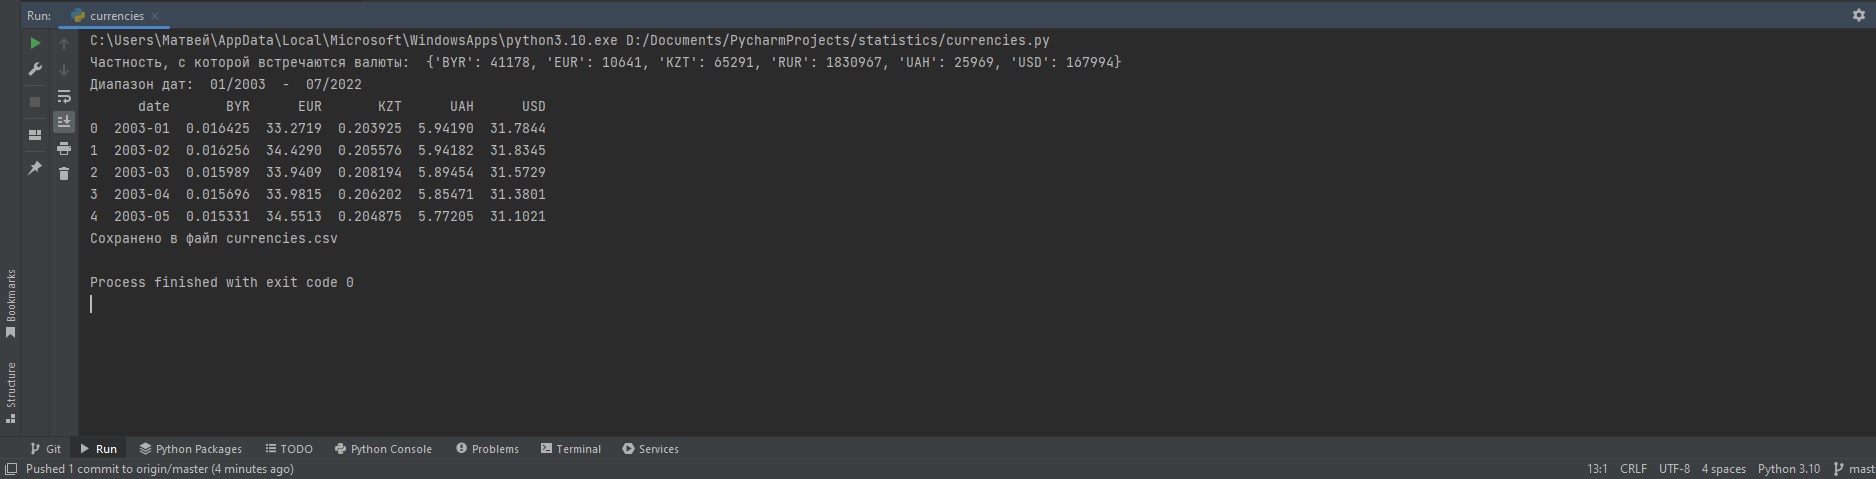 Run: currencies
C:\Users\Матвей\AppData\Local\Microsoft\WindowsApps\python3.10.exe D:/Documents/PycharmProjects/statistics/currencies.py
Частность, с которой встречаются валюты:  {'BYR': 41178, 'EUR': 10641, 'KZT': 65291, 'RUR': 1830967, 'UAH': 25969, 'USD': 167994}
Диапазон дат:  01/2003  -  07/2022
date BYR EUR KZT UAH USD
0 2003-01 0.016425 33.2719 0.203925 5.94190 31.7844
1 2003-02 0.016256 34.4290 0.205576 5.94182 31.8345
2 2003-03 0.015989 33.9409 0.208194 5.89454 31.5729
3 2003-04 0.015696 33.9815 0.206202 5.85471 31.3801
4 2003-05 0.015331 34.5513 0.204875 5.77205 31.1021
Сохранено в файл currencies.csv
Process finished with exit code 0
Bookmarks
Structure
Git Run Python Packages TODO Python Console Problems Terminal Services
Pushed 1 commit to origin/master (4 minutes ago) 13:1 CRLF UTF-8 4 spaces Python 3.10 mast